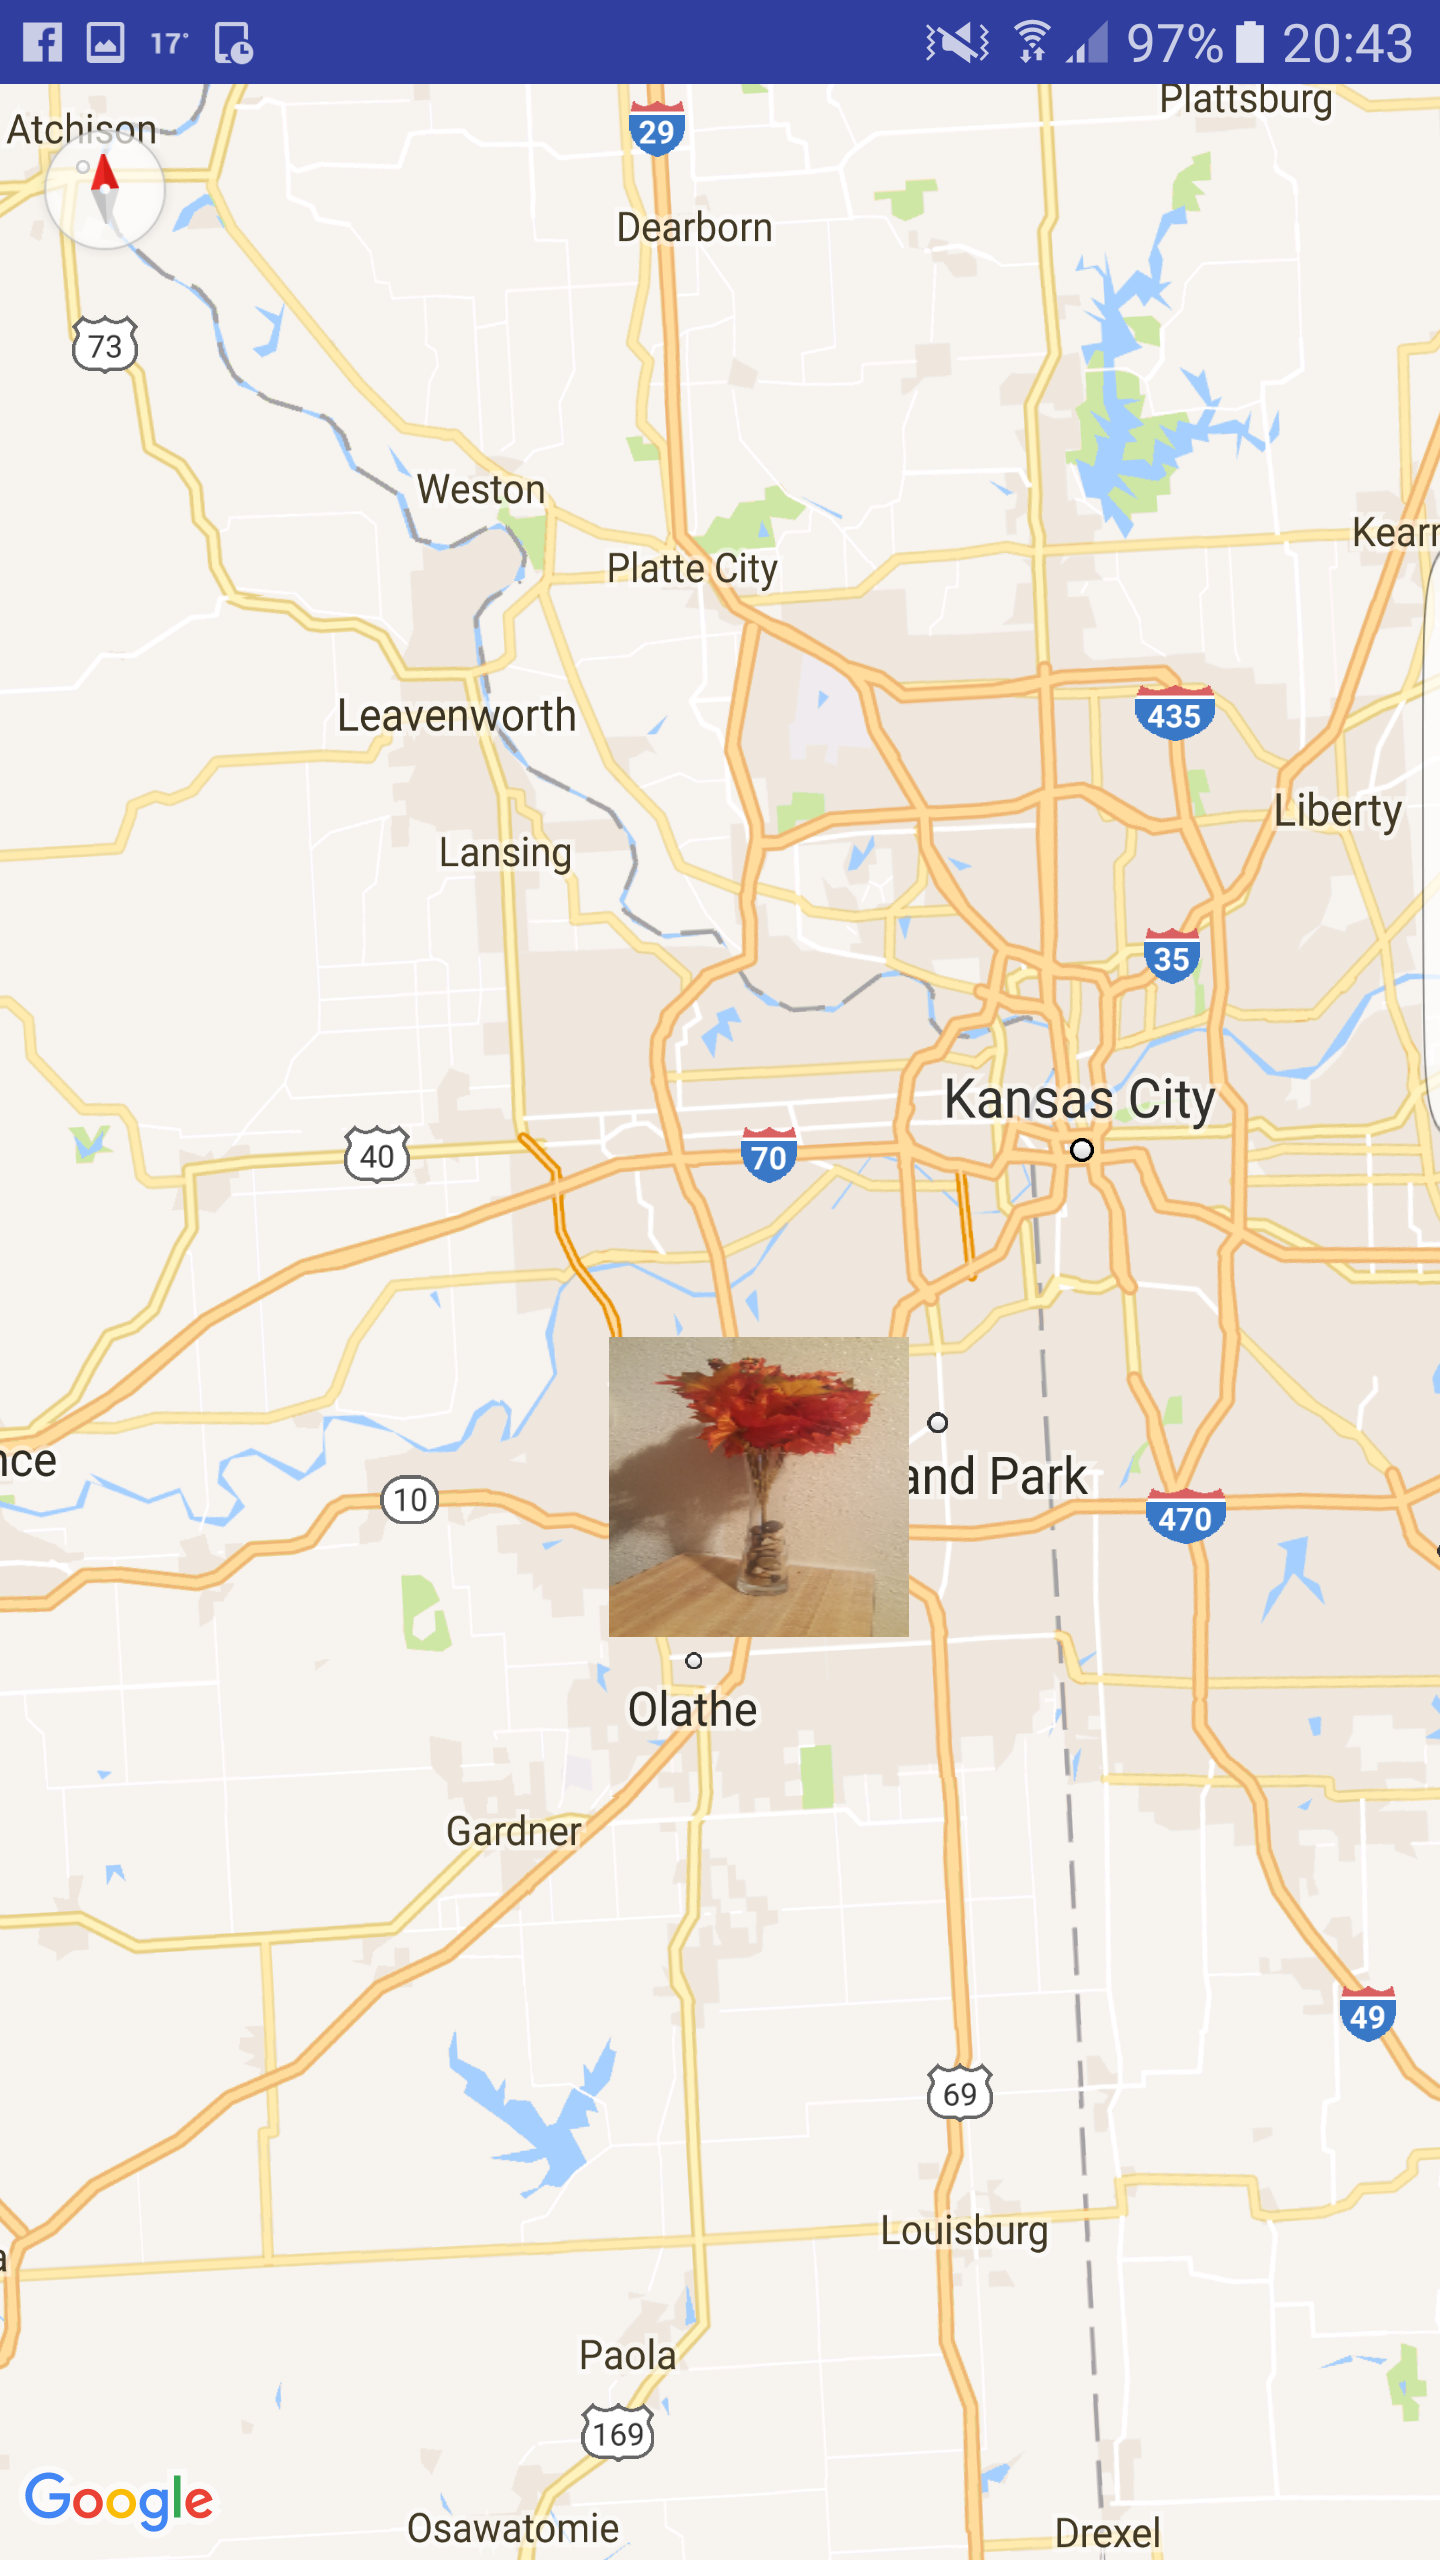 17° 97% 20:43
Plattsburg
Atchison
29
Dearborn
73
Weston
Kearn
Platte City
Leavenworth
435
Liberty
Lansing
35
Kansas City
40
70
nce
and Park
10
470
Olathe
Gardner
49
69
Louisburg
a
Paola
169
Google
Osawatomie
Drexel